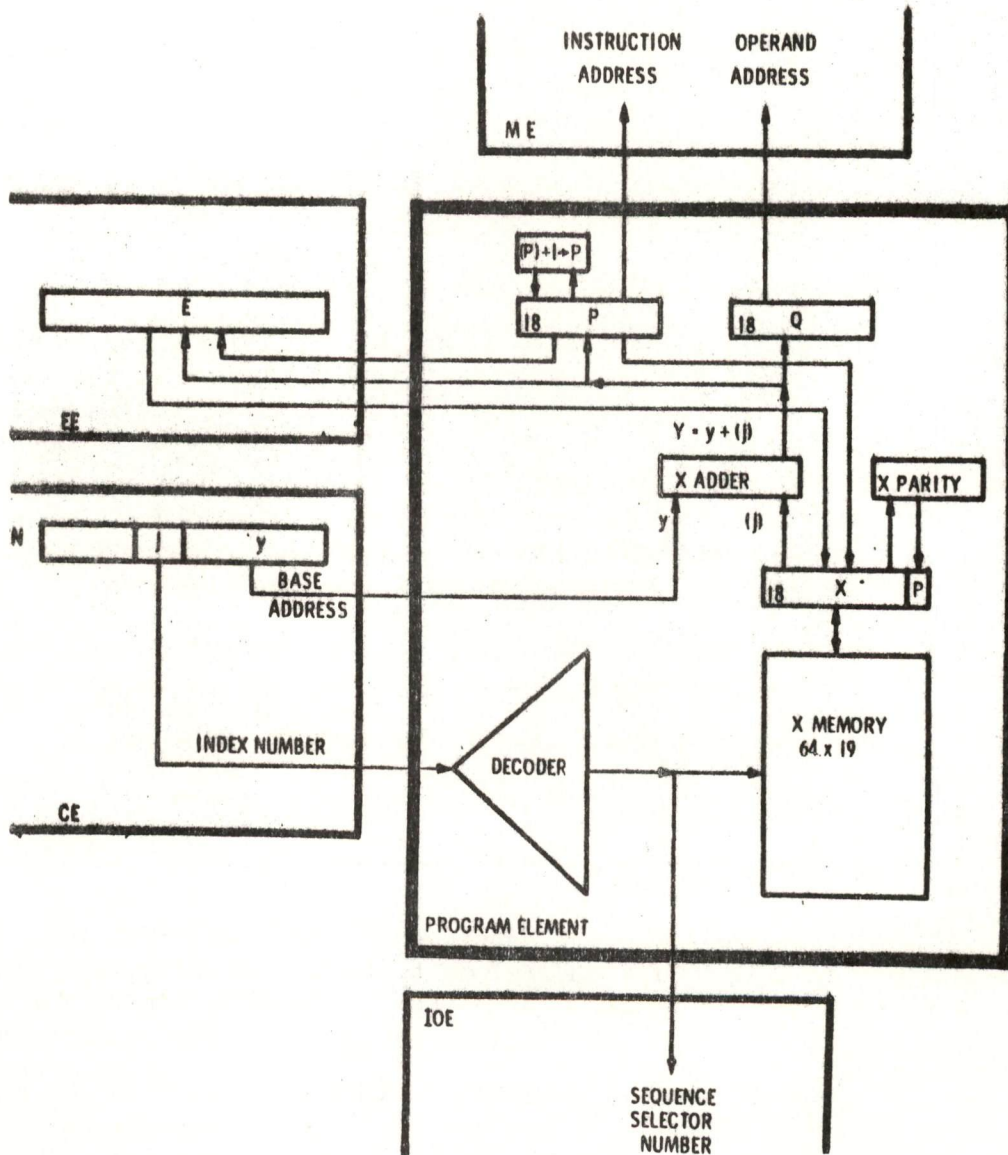 INSTRUCTION
ADDRESS
OPERAND
ADDRESS
M E
(P)+1→P
E
18 P
18 Q
EE
Y = y + (j)
X ADDER
X PARITY
y
(j)
N
j
y
BASE
ADDRESS
18 X P
INDEX NUMBER
DECODER
X MEMORY
64 x 19
CE
PROGRAM ELEMENT
IOE
SEQUENCE
SELECTOR
NUMBER